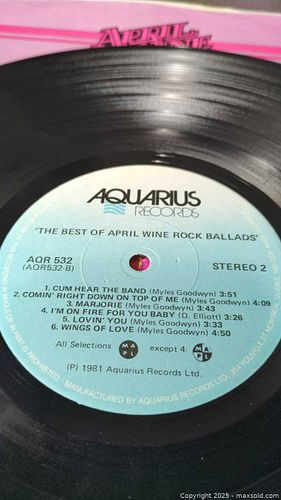 APRIL
WINE
AQUARIUS
RECORDS
'THE BEST OF APRIL WINE ROCK BALLADS'
AQR 532
(AQR532-B)
STEREO 2
1. CUM HEAR THE BAND (Myles Goodwyn) 3:51
2. COMIN' RIGHT DOWN ON TOP OF ME (Myles Goodwyn) 4:09
3. MARJORIE (Myles Goodwyn) 3:43
4. I'M ON FIRE FOR YOU BABY (D. Elliott) 3:26
5. LOVIN' YOU (Myles Goodwyn) 3:33
6. WINGS OF LOVE (Myles Goodwyn) 4:50
All Selections M A P L except 4: M A P L
(P) 1981 Aquarius Records Ltd.
MANUFACTURED BY AQUARIUS RECORDS LTD.
Copyright © 2025 - maxsold.com